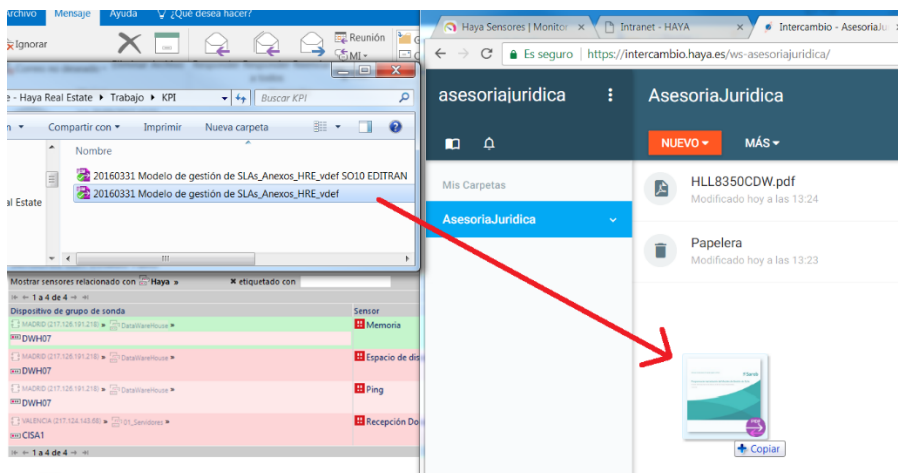 Archivo Mensaje Ayuda ¿Qué desea hacer?
Ignorar
Reunión
MI
a todos
e - Haya Real Estate ▸ Trabajo ▸ KPI
Buscar KPI
Compartir con Imprimir Nueva carpeta
Nombre
20160331 Modelo de gestión de SLAs_Anexos_HRE_vdef SO10 EDITRAN
20160331 Modelo de gestión de SLAs_Anexos_HRE_vdef
al Estate
Mostrar sensores relacionado con Haya » ✖ etiquetado con
1 a 4 de 4
Dispositivo de grupo de sonda Sensor
MADRID (217.126.191.218) » DataWareHouse »
DWH07
Memoria
MADRID (217.126.191.218) » DataWareHouse »
DWH07
Espacio de dis
MADRID (217.126.191.218) » DataWareHouse »
DWH07
Ping
VALENCIA (217.124.143.68) » 01_Servidores »
CISA1
Recepción Do
1 a 4 de 4
Haya Sensores | Monitor × Intranet - HAYA × Intercambio - AsesoriaJu
Es seguro | https://intercambio.haya.es/ws-asesoriajuridica/
asesoriajuridica
AsesoriaJuridica
NUEVO MÁS
Mis Carpetas
AsesoriaJuridica
HLL8350CDW.pdf
Modificado hoy a las 13:24
Papelera
Modificado hoy a las 13:23
Copiar